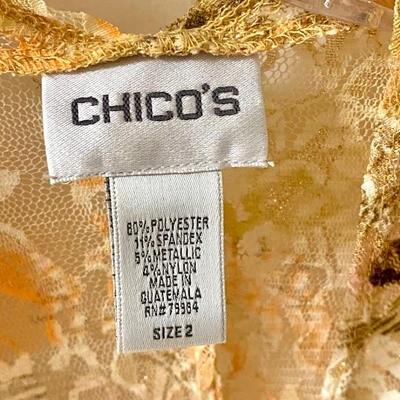 CHICO'S
80% POLYESTER
11% SPANDEX
5% METALLIC
4% NYLON
MADE IN
GUATEMALA
RN# 79984
SIZE 2